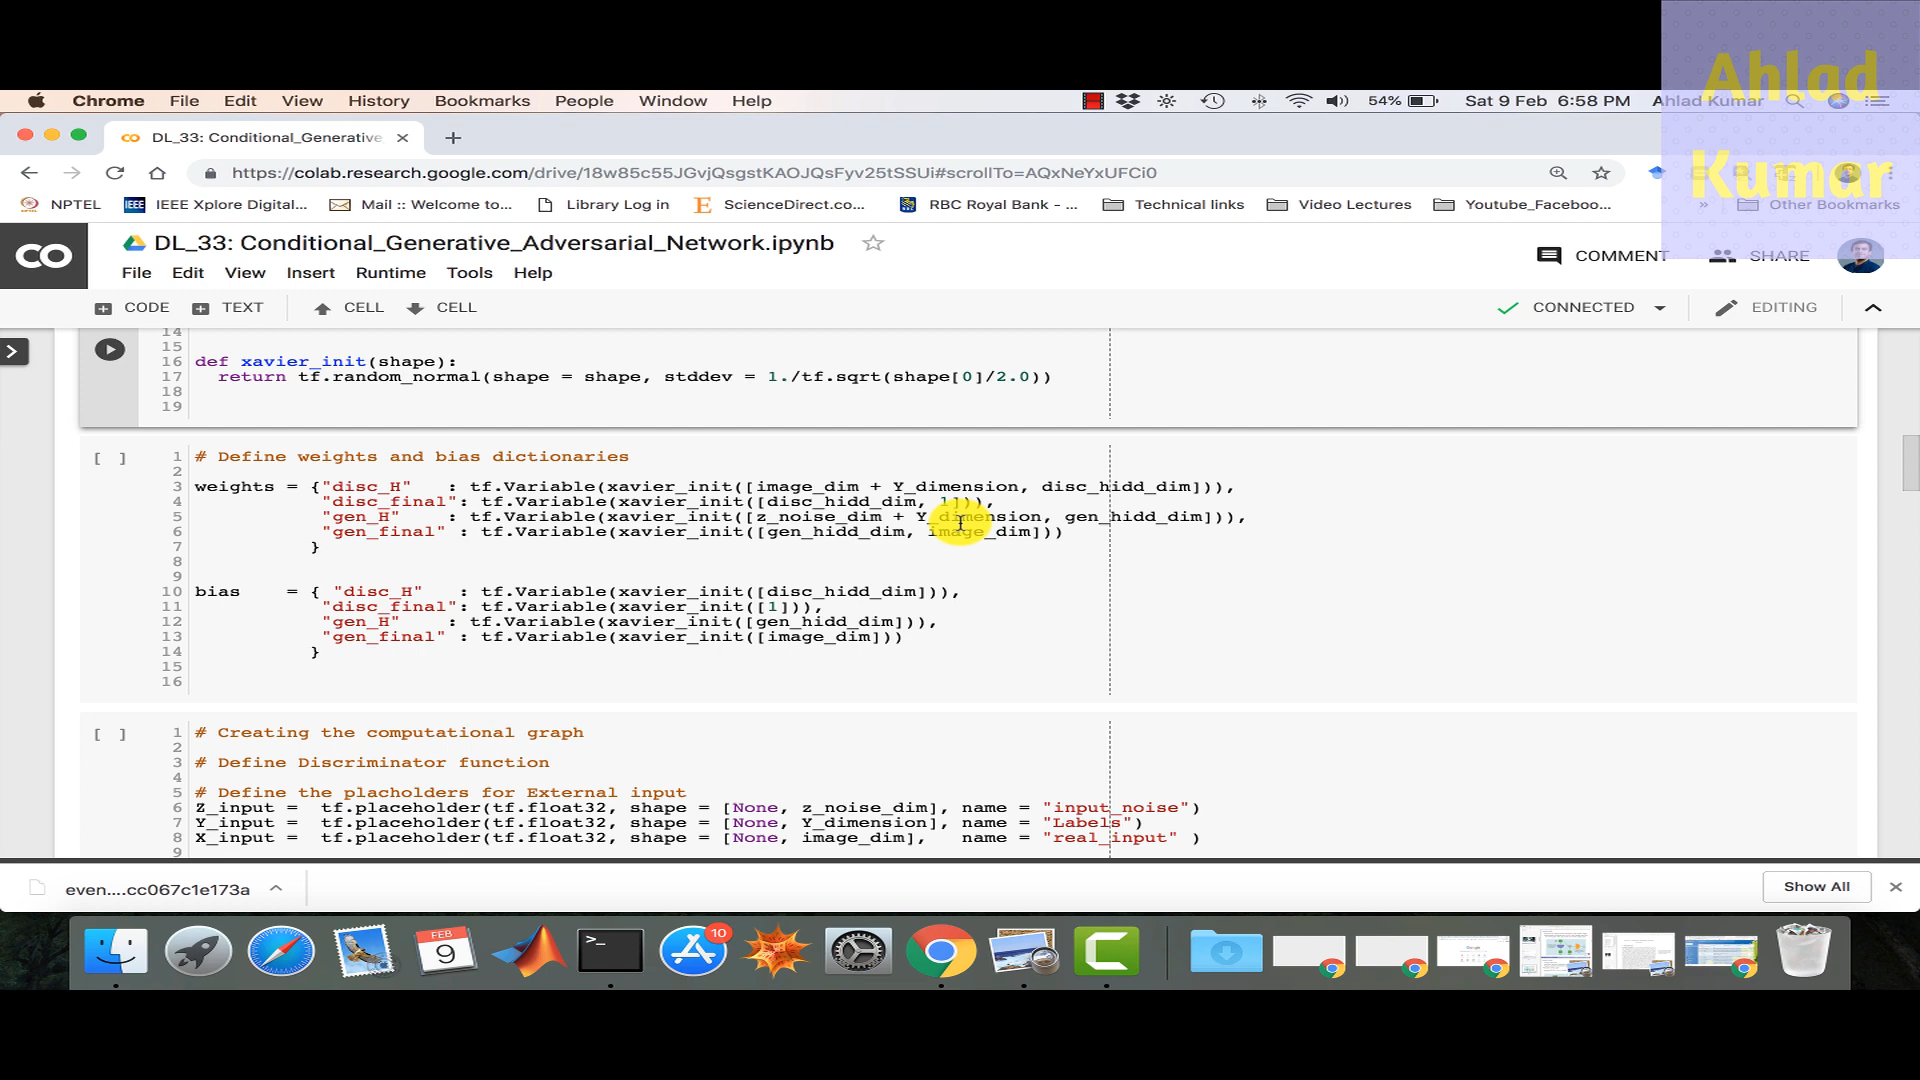 Ahlad
Kumar
Chrome File Edit View History Bookmarks People Window Help 54% Sat 9 Feb 6:58 PM Ahlad Kumar
DL_33: Conditional_Generative
https://colab.research.google.com/drive/18w85c55JGvjQsgstKAOJQsFyv25tSSUi#scrollTo=AQxNeYxUFCi0
NPTEL IEEE Xplore Digital... Mail :: Welcome to... Library Log in ScienceDirect.co... RBC Royal Bank - ... Technical links Video Lectures Youtube_Faceboo... » Other Bookmarks
DL_33: Conditional_Generative_Adversarial_Network.ipynb
COMMENT SHARE
File Edit View Insert Runtime Tools Help
CODE TEXT CELL CELL CONNECTED EDITING
14
15
16 def xavier_init(shape):
17 return tf.random_normal(shape = shape, stddev = 1./tf.sqrt(shape[0]/2.0))
18
19
[ ] 1 # Define weights and bias dictionaries
2
3 weights = {"disc_H" : tf.Variable(xavier_init([image_dim + Y_dimension, disc_hidd_dim])),
4 "disc_final": tf.Variable(xavier_init([disc_hidd_dim, 1])),
5 "gen_H" : tf.Variable(xavier_init([z_noise_dim + Y_dimension, gen_hidd_dim])),
6 "gen_final" : tf.Variable(xavier_init([gen_hidd_dim, image_dim]))
7 }
8
9
10 bias = { "disc_H" : tf.Variable(xavier_init([disc_hidd_dim])),
11 "disc_final": tf.Variable(xavier_init([1])),
12 "gen_H" : tf.Variable(xavier_init([gen_hidd_dim])),
13 "gen_final" : tf.Variable(xavier_init([image_dim]))
14 }
15
16
[ ] 1 # Creating the computational graph
2
3 # Define Discriminator function
4
5 # Define the placholders for External input
6 Z_input = tf.placeholder(tf.float32, shape = [None, z_noise_dim], name = "input_noise")
7 Y_input = tf.placeholder(tf.float32, shape = [None, Y_dimension], name = "Labels")
8 X_input = tf.placeholder(tf.float32, shape = [None, image_dim], name = "real_input" )
9
even....cc067c1e173a Show All
FEB
9
10